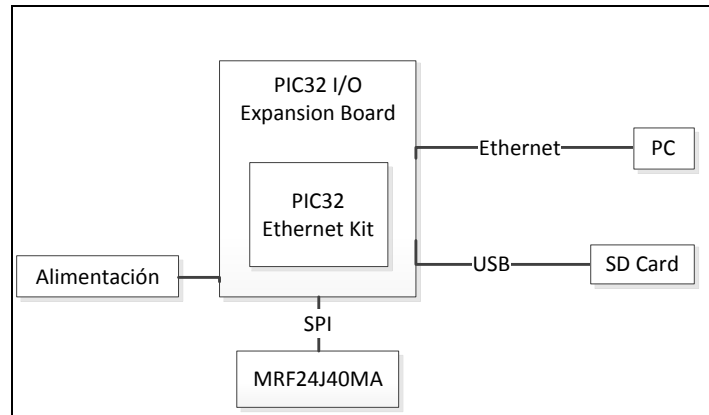 PIC32 I/O
Expansion Board
Ethernet
PC
PIC32
Ethernet Kit
Alimentación
USB
SD Card
SPI
MRF24J40MA